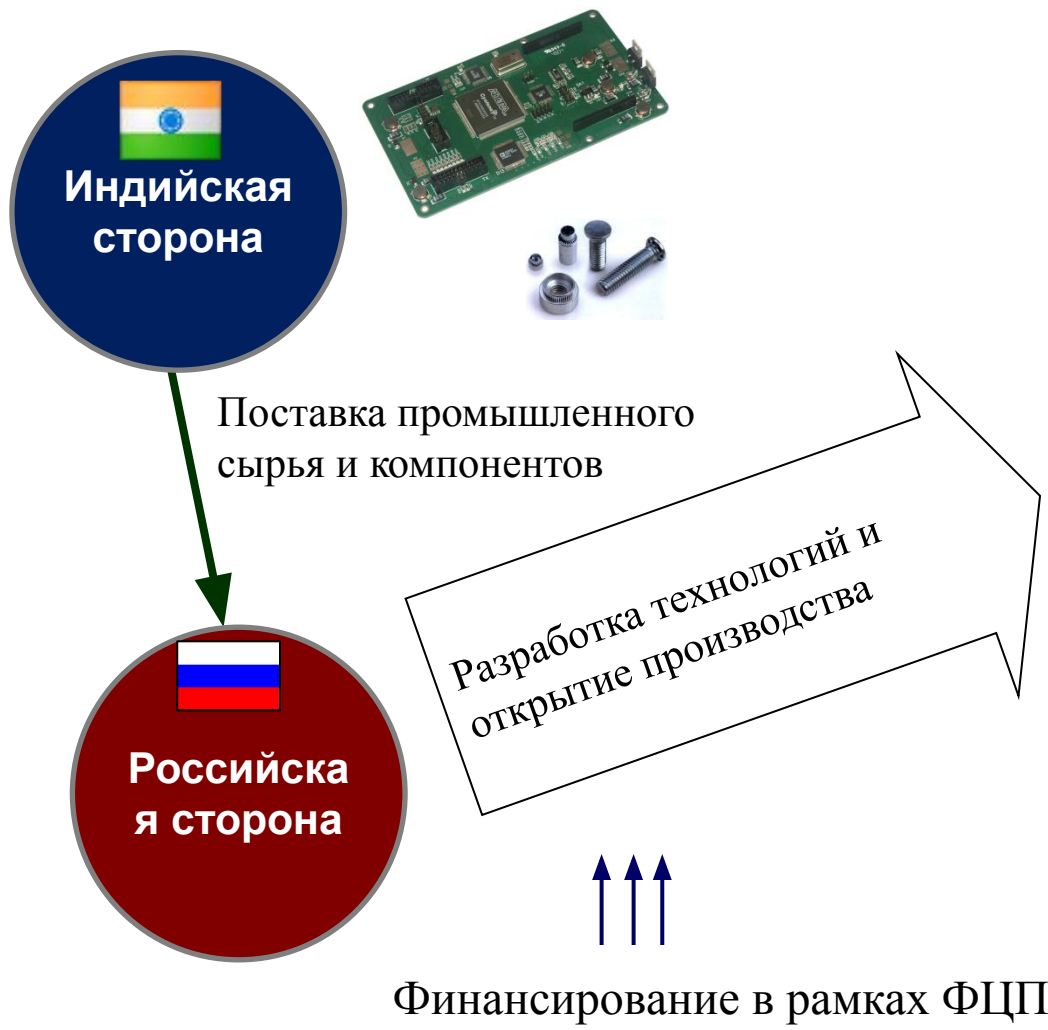 Индийская
сторона
Поставка промышленного
сырья и компонентов
Разработка технологий и
открытие производства
Российска
я сторона
Финансирование в рамках ФЦП